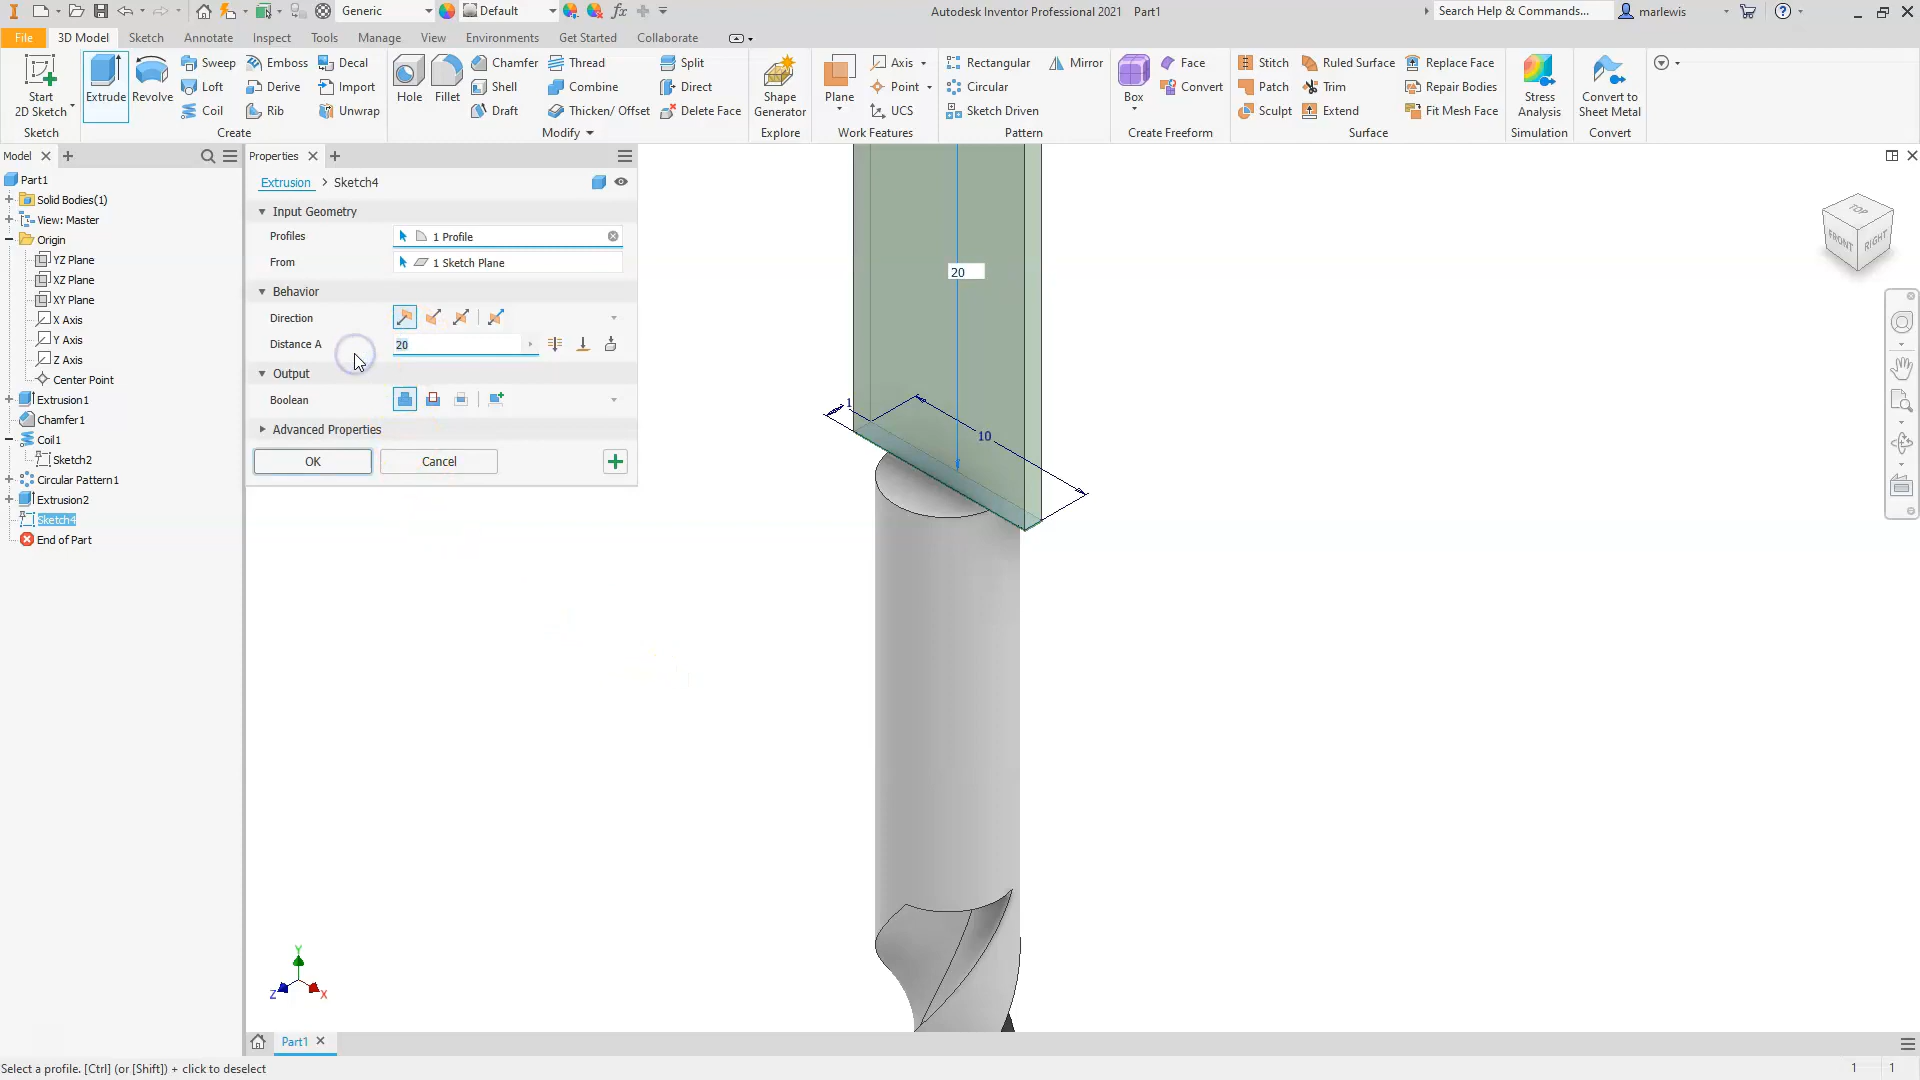 Generic
Default
Autodesk Inventor Professional 2021 Part1
Search Help & Commands...
marlewis
File 3D Model Sketch Annotate Inspect Tools Manage View Environments Get Started Collaborate
Start
2D Sketch
Sketch
Extrude
Revolve
Sweep
Loft
Coil
Emboss
Derive
Rib
Decal
Import
Unwrap
Create
Hole
Fillet
Chamfer
Shell
Draft
Thread
Combine
Thicken/ Offset
Split
Direct
Delete Face
Modify
Shape
Generator
Explore
Plane
Axis
Point
UCS
Work Features
Rectangular
Circular
Sketch Driven
Mirror
Pattern
Box
Face
Convert
Create Freeform
Stitch
Patch
Sculpt
Ruled Surface
Trim
Extend
Replace Face
Repair Bodies
Fit Mesh Face
Surface
Stress
Analysis
Simulation
Convert to
Sheet Metal
Convert
Model
Part1
Solid Bodies(1)
View: Master
Origin
YZ Plane
XZ Plane
XY Plane
X Axis
Y Axis
Z Axis
Center Point
Extrusion1
Chamfer1
Coil1
Sketch2
Circular Pattern1
Extrusion2
Sketch4
End of Part
Properties
Extrusion > Sketch4
Input Geometry
Profiles 1 Profile
From 1 Sketch Plane
Behavior
Direction
Distance A 20
Output
Boolean
Advanced Properties
OK Cancel
20
1
10
TOP
FRONT
RIGHT
Y
Z
X
Part1
Select a profile. [Ctrl] (or [Shift]) + click to deselect
1 1